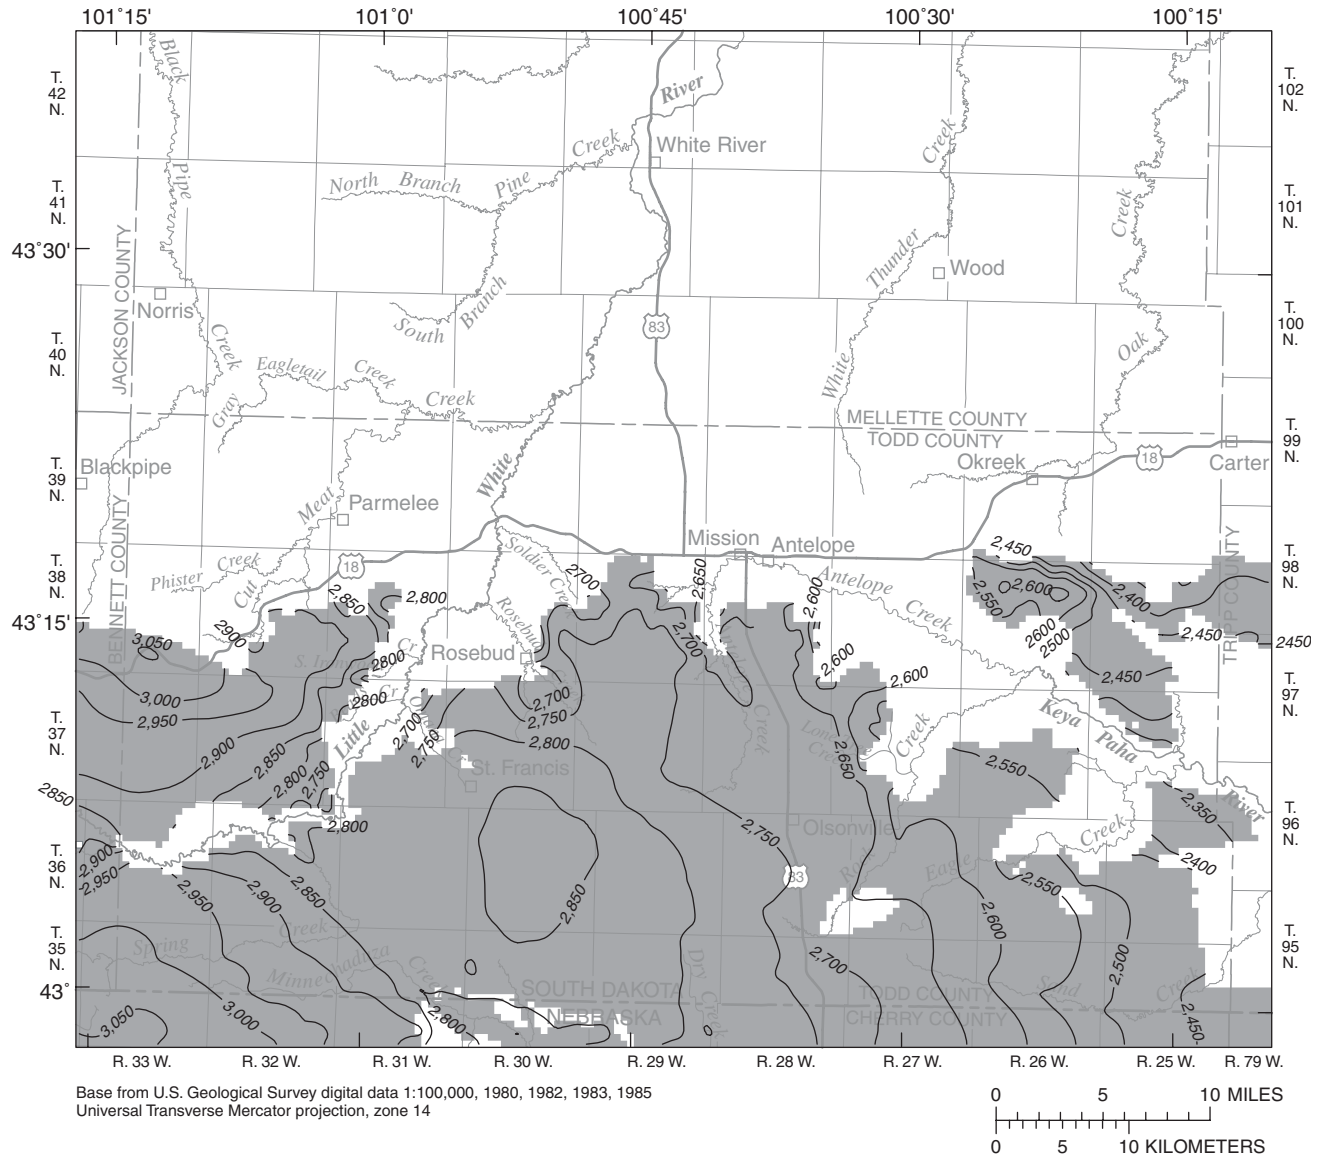 101°15' 101°0' 100°45' 100°30' 100°15'
T. 42 N.
T. 41 N.
43°30'
T. 40 N.
T. 39 N.
T. 38 N.
43°15'
T. 37 N.
T. 36 N.
T. 35 N.
43°
T. 102 N.
T. 101 N.
T. 100 N.
T. 99 N.
T. 98 N.
T. 97 N.
T. 96 N.
T. 95 N.
Black
Pipe
Creek
River
Creek
White River
North Branch
Pine
Creek
Creek
Thunder
Wood
JACKSON COUNTY
Norris
South
Branch
83
White
Oak
Eagletail
Creek
Creek
Gray
MELLETTE COUNTY
TODD COUNTY
Okreek
18
Carter
Blackpipe
White
Meat
Parmelee
BENNETT COUNTY
Mission
Antelope
Phister Creek
Cut
18
Soldier Creek
Antelope
Creek
TRIPP COUNTY
Rosebud
Rosebud
S. Iron
Cr
Cr
Little
Creek
Creek
Keya
Paha
River
St. Francis
Olsonville
83
Rock
Eagle
Creek
Spring
Creek
Minnechaduza
Creek
Dry
Creek
Sand
Creek
SOUTH DAKOTA
NEBRASKA
TODD COUNTY
CHERRY COUNTY
2,450
2,600
2,550
2,400
2600
2500
2,450
2450
2,450
2,650
2700
2,600
2,850
2,800
2900
3,050
2800
2800
2,700
2,600
2,600
3,000
2,950
2,700
2,750
2,800
2,700
2,750
2,900
2,850
2,800
2,750
2,650
2,550
2,350
2850
2,800
2,750
2,900
2,950
2,950
2,900
2,850
2,850
2400
2,550
2,600
2,500
2,700
3,050
3,000
2,800
2,450
R. 33 W. R. 32 W. R. 31 W. R. 30 W. R. 29 W. R. 28 W. R. 27 W. R. 26 W. R. 25 W. R. 79 W.
Base from U.S. Geological Survey digital data 1:100,000, 1980, 1982, 1983, 1985
Universal Transverse Mercator projection, zone 14
0 5 10 MILES
0 5 10 KILOMETERS